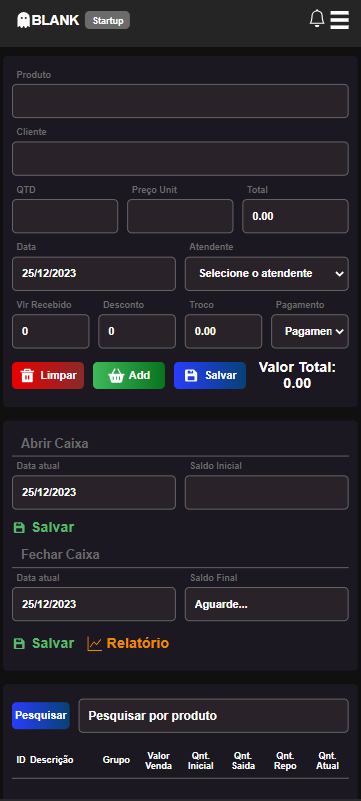 BLANK Startup
Produto
Cliente
QTD Preço Unit Total
0.00
Data Atendente
25/12/2023 Selecione o atendente
Vlr Recebido Desconto Troco Pagamento
0 0 0.00 Pagamen
Limpar Add Salvar Valor Total:
0.00
Abrir Caixa
Data atual Saldo Inicial
25/12/2023
Salvar
Fechar Caixa
Data atual Saldo Final
25/12/2023 Aguarde...
Salvar Relatório
Pesquisar Pesquisar por produto
ID Descrição Grupo Valor Venda Qnt. Inicial Qnt. Saida Qnt. Repo Qnt. Atual